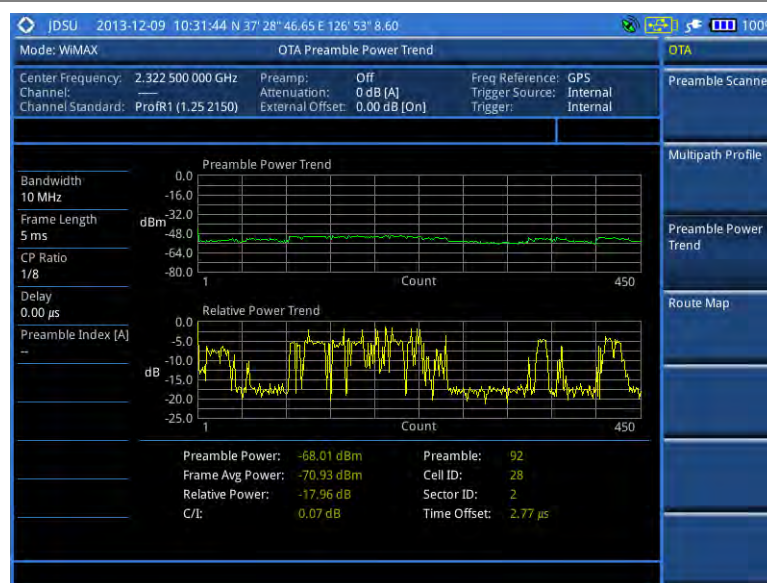 JDSU 2013-12-09 10:31:44 N 37' 28" 46.65 E 126' 53" 8.60 100%
Mode: WiMAX OTA Preamble Power Trend OTA
Center Frequency: 2.322 500 000 GHz Preamp: Off Freq Reference: GPS
Channel: ---- Attenuation: 0 dB [A] Trigger Source: Internal
Channel Standard: ProfR1 (1.25 2150) External Offset: 0.00 dB [On] Trigger: Internal
Preamble Scanne
Multipath Profile
Preamble Power
Trend
Route Map
Bandwidth
10 MHz
Frame Length
5 ms
CP Ratio
1/8
Delay
0.00 µs
Preamble Index [A]
--
Preamble Power Trend
0.0
-16.0
dBm -32.0
-48.0
-64.0
-80.0
1 Count 450
Relative Power Trend
0.0
-5.0
-10.0
dB -15.0
-20.0
-25.0
1 Count 450
Preamble Power: -68.01 dBm Preamble: 92
Frame Avg Power: -70.93 dBm Cell ID: 28
Relative Power: -17.96 dB Sector ID: 2
C/I: 0.07 dB Time Offset: 2.77 µs